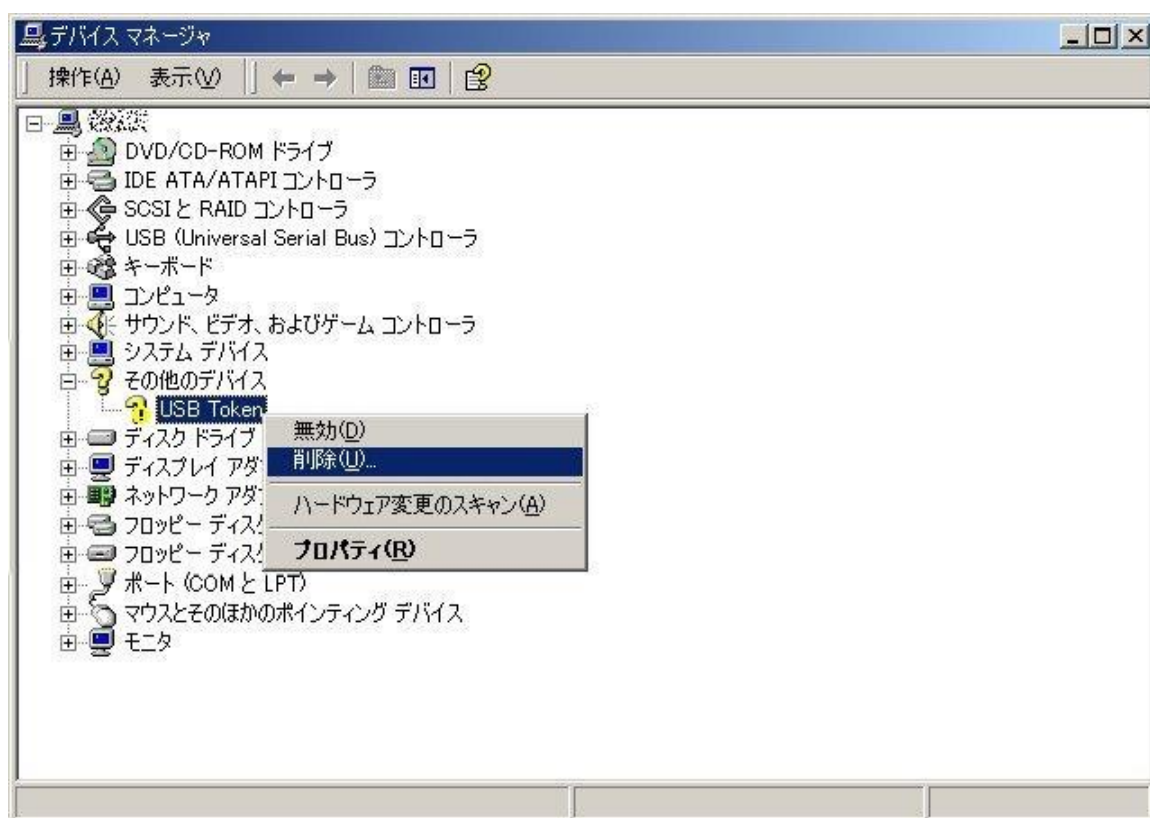 デバイス マネージャ
操作(A) 表示(V)
DVD/CD-ROM ドライブ
IDE ATA/ATAPI コントローラ
SCSI と RAID コントローラ
USB (Universal Serial Bus) コントローラ
キーボード
コンピュータ
サウンド、ビデオ、およびゲーム コントローラ
システム デバイス
その他のデバイス
USB Token
ディスク ドライブ
ディスプレイ アダ
ネットワーク アダ
フロッピー ディス
フロッピー ディス
ポート (COM と LPT)
マウスとそのほかのポインティング デバイス
モニタ
無効(D)
削除(U)...
ハードウェア変更のスキャン(A)
プロパティ(R)